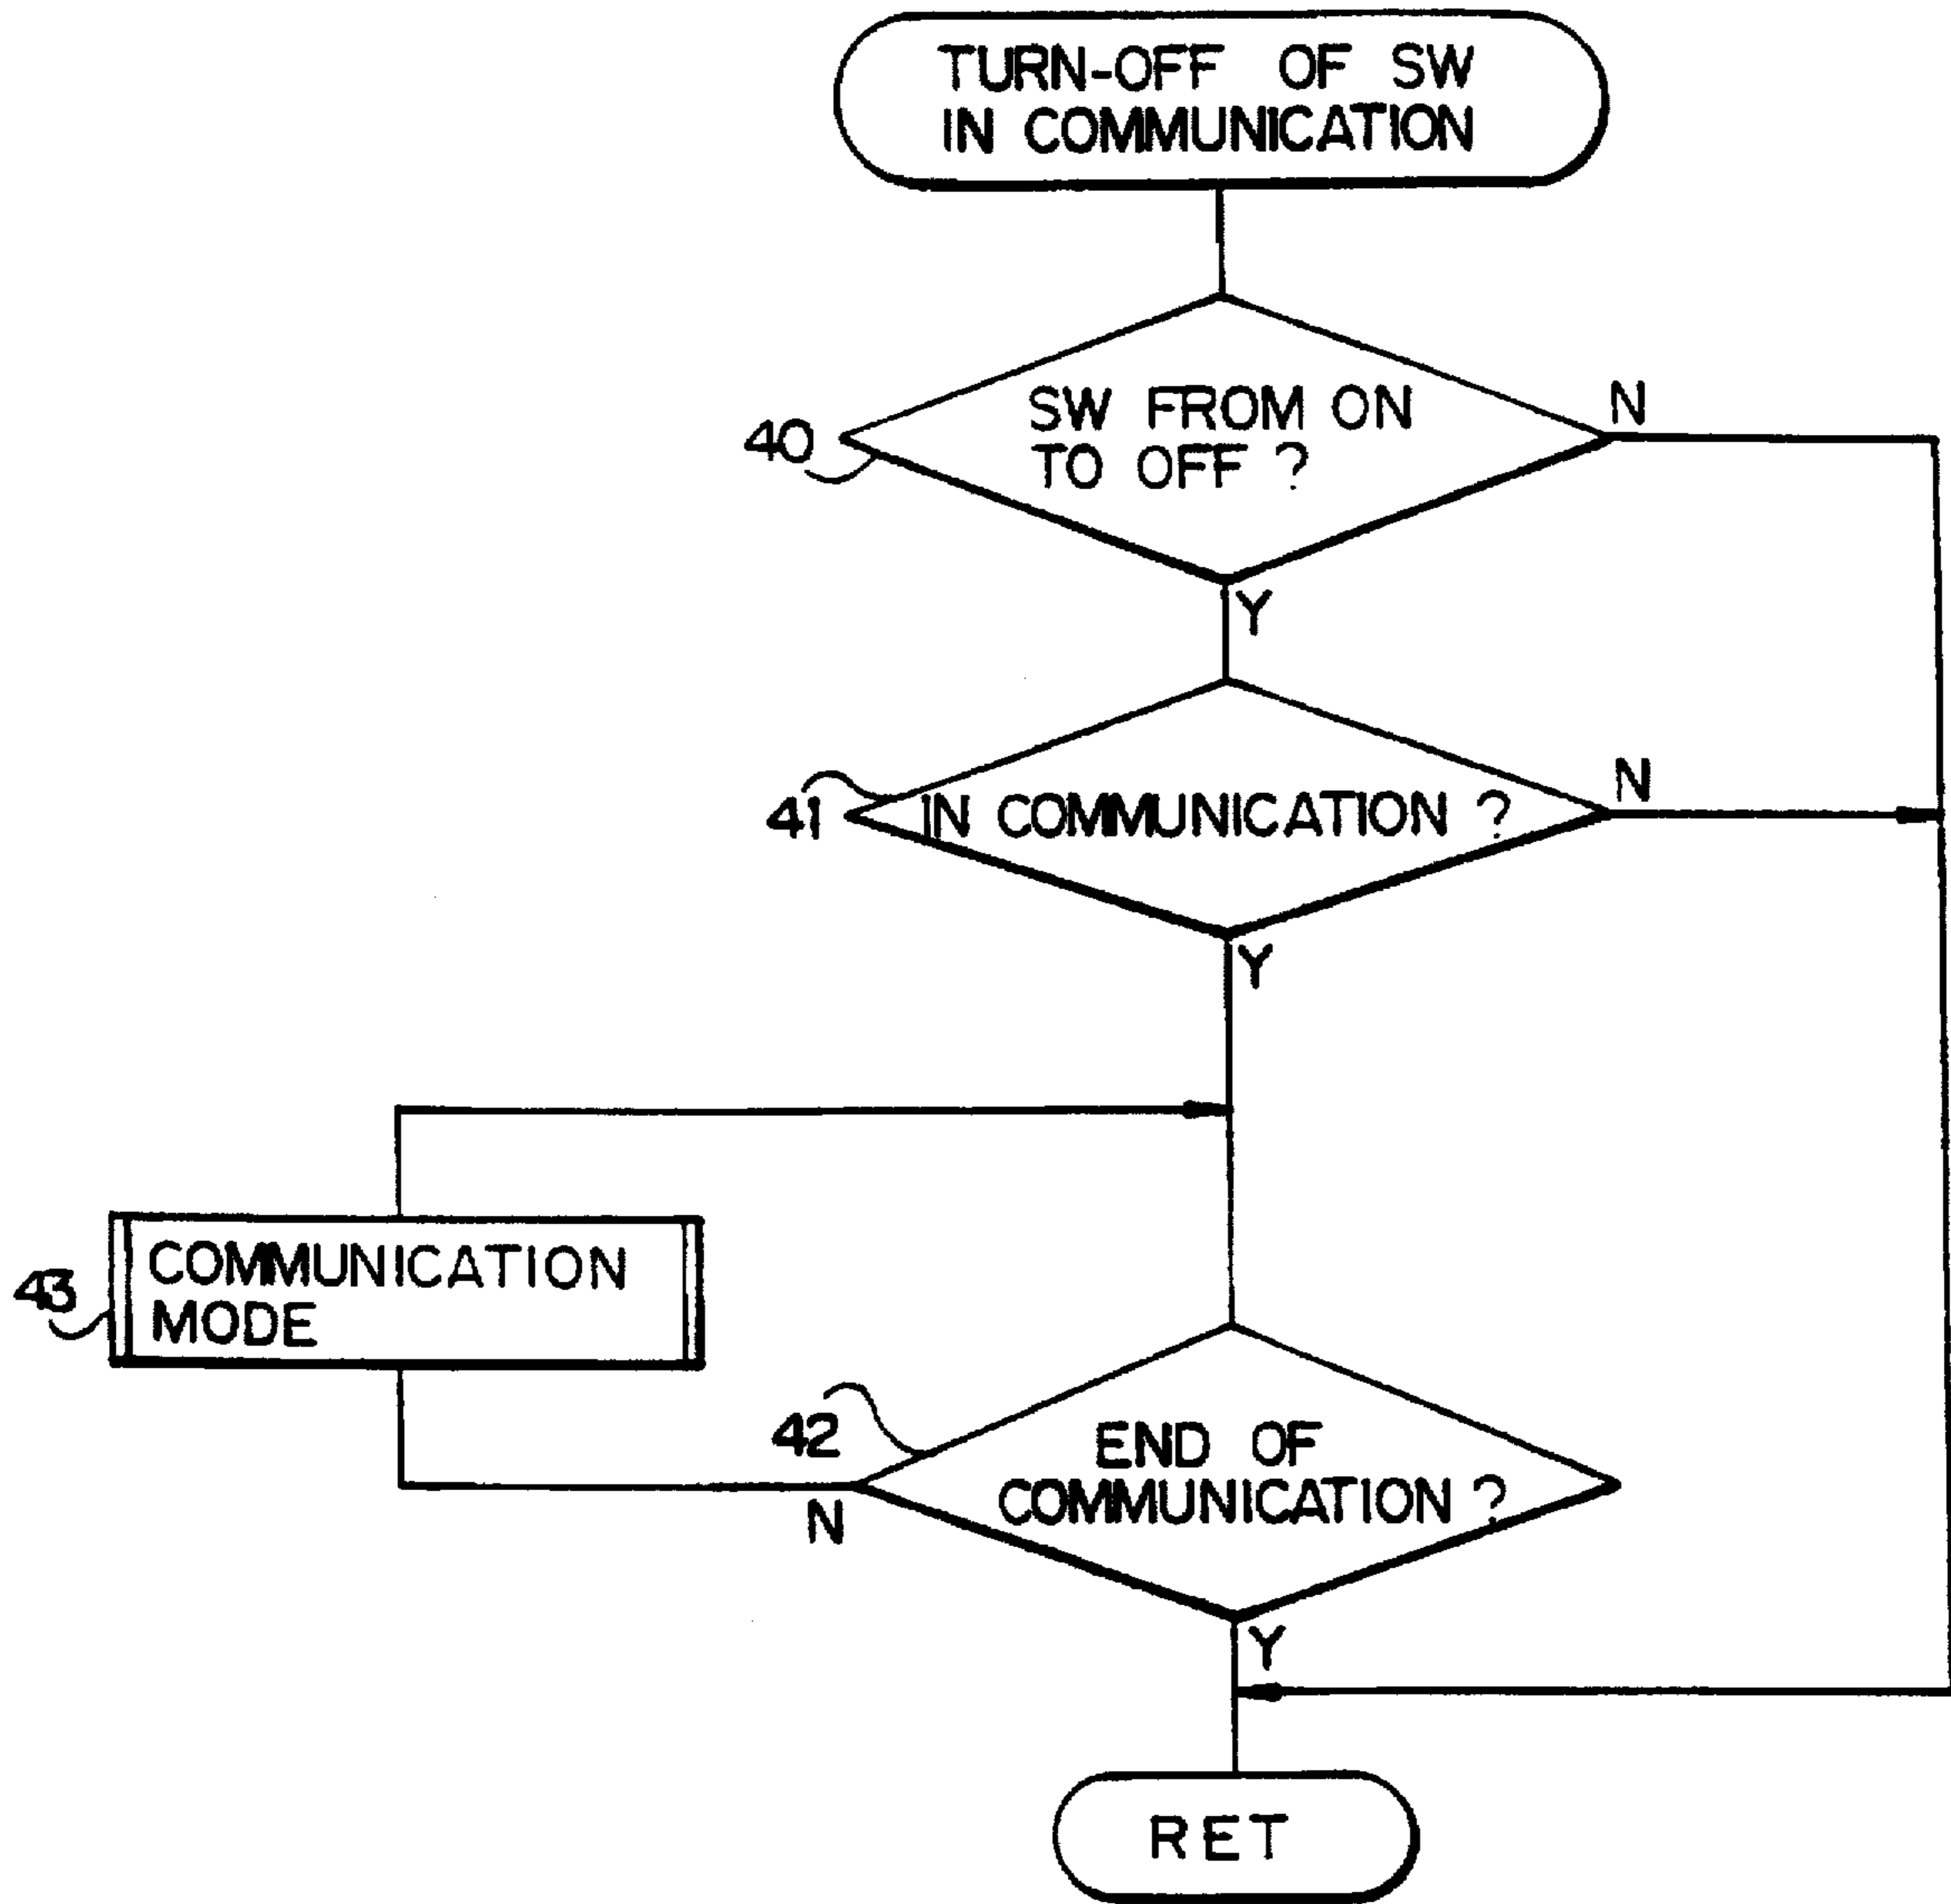 TURN-OFF OF SW
IN COMMUNICATION
SW FROM ON
TO OFF ?
N
40
Y
IN COMMUNICATION ?
N
41
Y
COMMUNICATION
MODE
43
42
END OF
COMMUNICATION ?
N
Y
RET